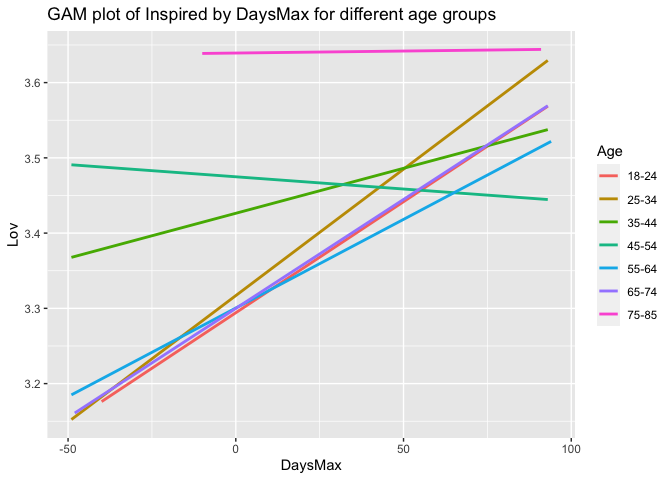 GAM plot of Inspired by DaysMax for different age groups
3.6
3.5
3.4
3.3
3.2
Lov
-50 0 50 100
DaysMax
Age
18-24
25-34
35-44
45-54
55-64
65-74
75-85